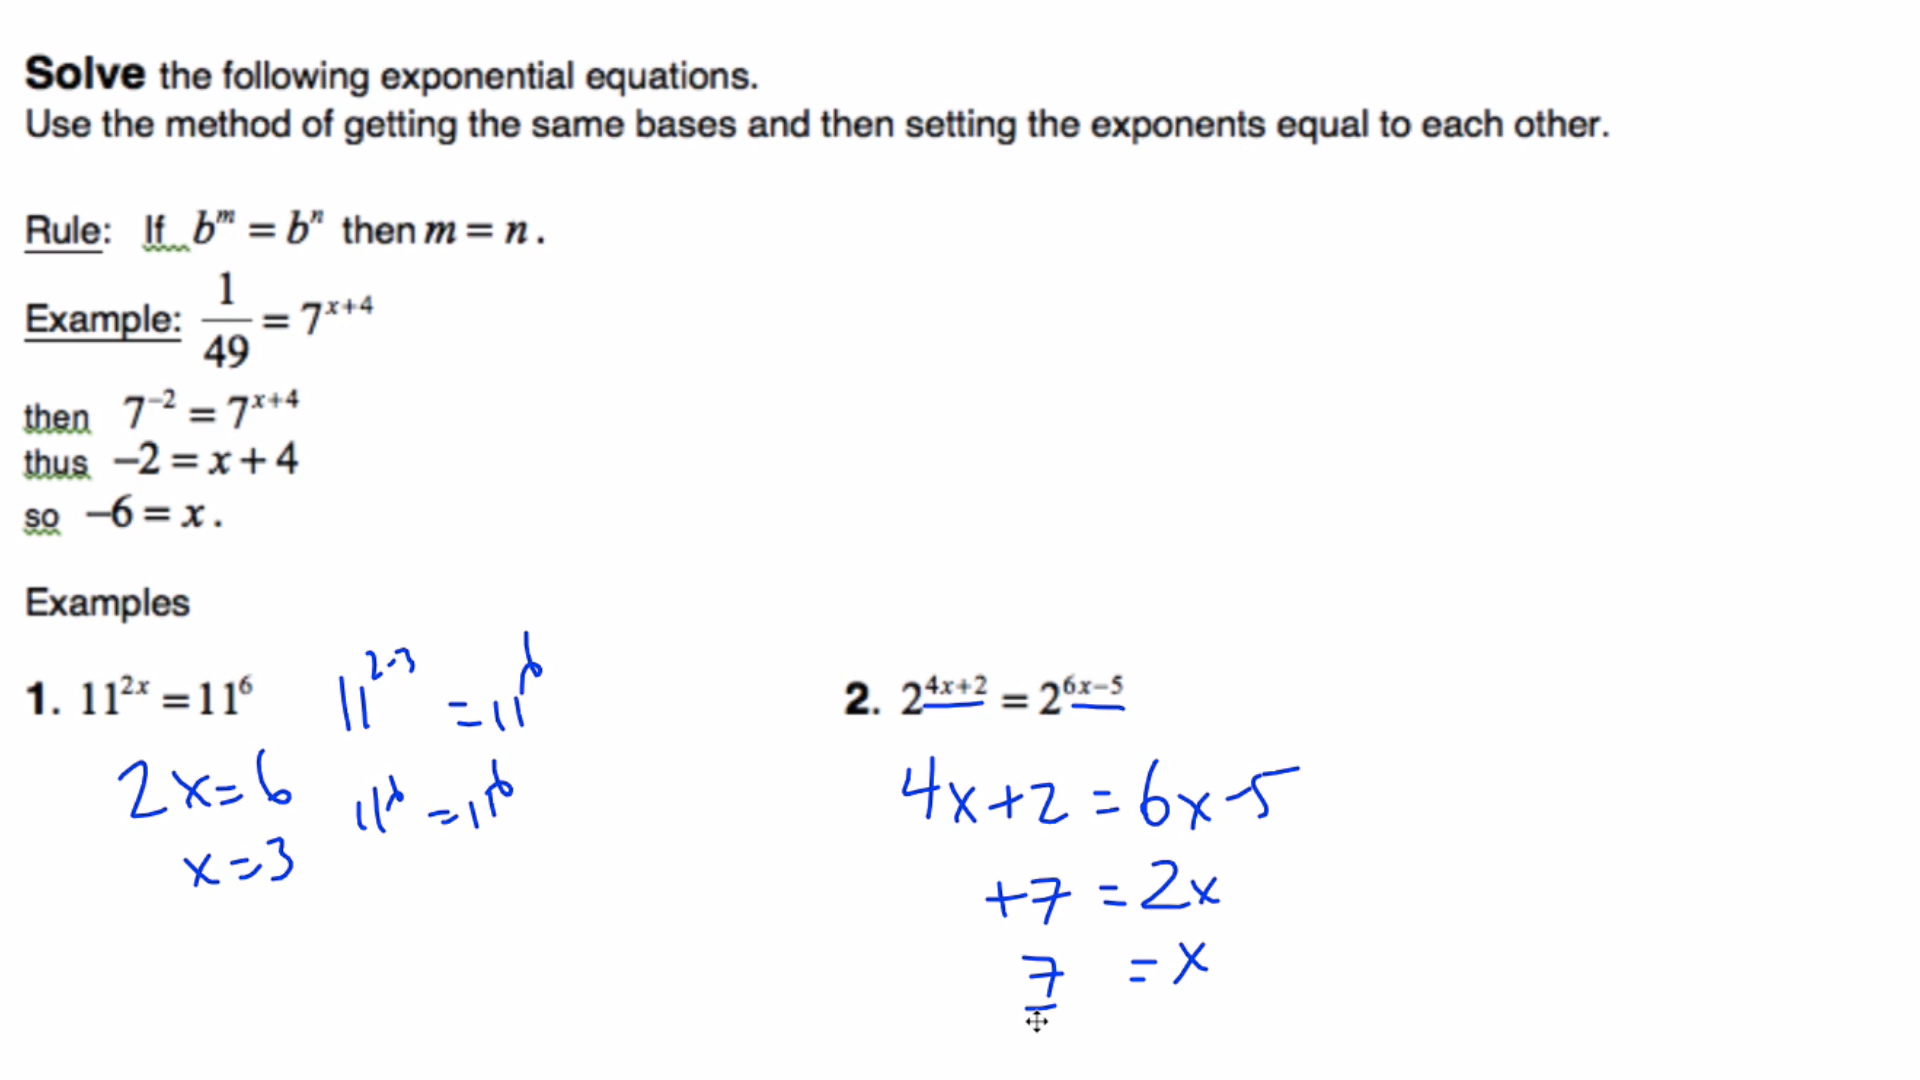 Solve the following exponential equations.
Use the method of getting the same bases and then setting the exponents equal to each other.
Rule: If b^m = b^n then m = n.
Example: 1/49 = 7^(x+4)
then 7^(-2) = 7^(x+4)
thus -2 = x + 4
so -6 = x.
Examples
1. 11^(2x) = 11^6
11^(2·3) = 11^6
2x = 6
11^6 = 11^6
x = 3
2. 2^(4x+2) = 2^(6x-5)
4x + 2 = 6x - 5
+7 = 2x
7 = x